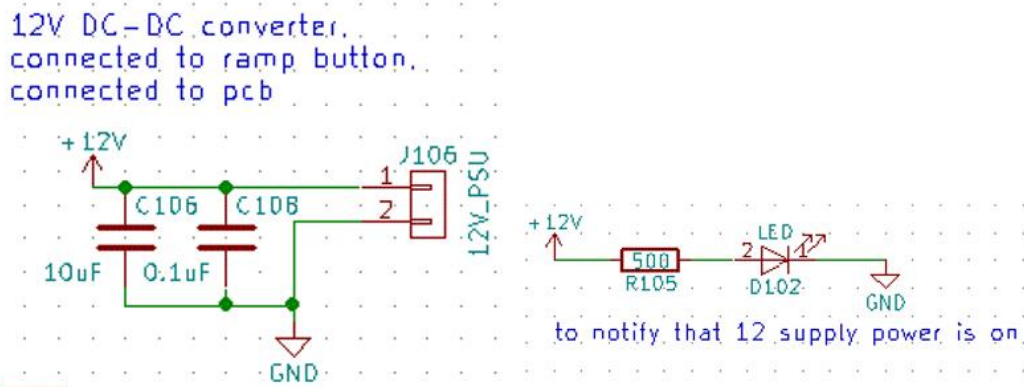 12V DC-DC converter,
connected to ramp button,
connected to pcb
+12V
J106
1
2
12V_PSU
C106
C108
10uF
0.1uF
GND
+12V
500
R105
LED
2
1
D102
GND
to notify that 12 supply power is on